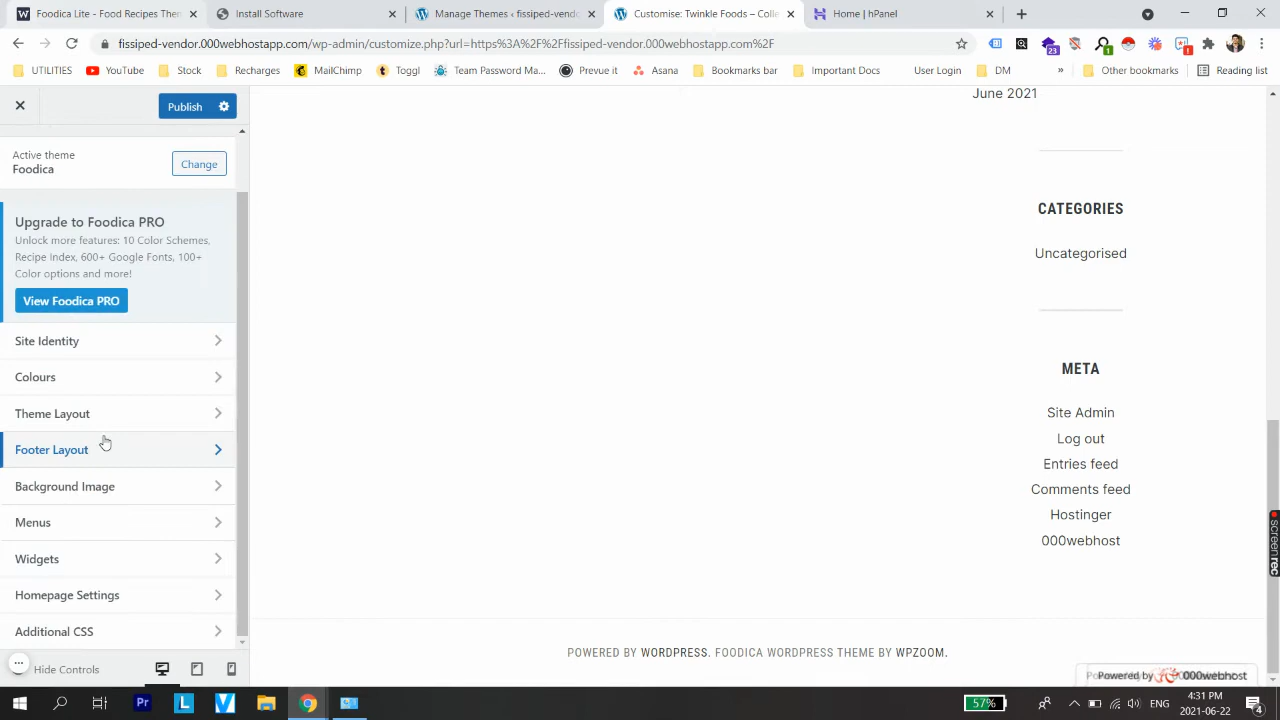 Foodica Lite - Food Recipes Them
Install Software
Manage Themes ‹ fissiped-vendo
Customise: Twinkle Foods – Colle
Home | hPanel
fissiped-vendor.000webhostapp.com/wp-admin/customize.php?url=https%3A%2F%2Ffissiped-vendor.000webhostapp.com%2F
23
1
1
UTILITIES
YouTube
Stock
Recharges
MailChimp
Toggl
Team Password Ma...
Prevue it
Asana
Bookmarks bar
Important Docs
User Login
DM
»
Other bookmarks
Reading list
Publish
Active theme
Foodica
Change
Upgrade to Foodica PRO
Unlock more features: 10 Color Schemes,
Recipe Index, 600+ Google Fonts, 100+
Color options and more!
View Foodica PRO
Site Identity
Colours
Theme Layout
Footer Layout
Background Image
Menus
Widgets
Homepage Settings
Additional CSS
Hide Controls
June 2021
CATEGORIES
Uncategorised
META
Site Admin
Log out
Entries feed
Comments feed
Hostinger
000webhost
POWERED BY WORDPRESS. FOODICA WORDPRESS THEME BY WPZOOM.
Powered by 000webhost
screenrec
57%
ENG
4:31 PM
2021-06-22
4